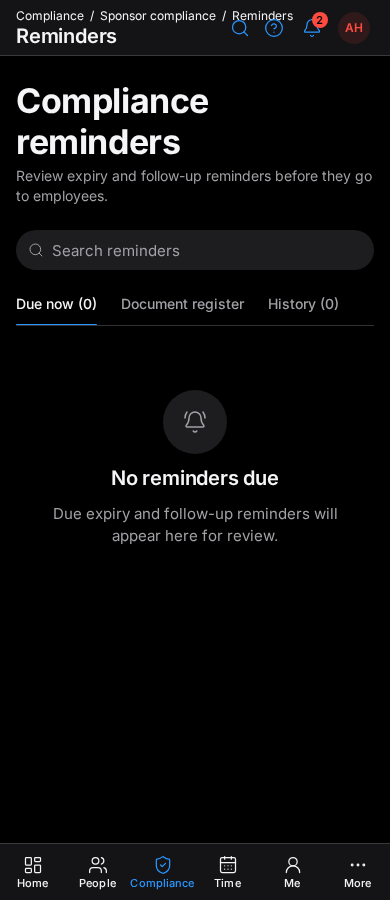 Compliance / Sponsor compliance / Reminders
Reminders
2
AH
Compliance
reminders
Review expiry and follow-up reminders before they go
to employees.
Search reminders
Due now (0)
Document register
History (0)
No reminders due
Due expiry and follow-up reminders will
appear here for review.
Home
People
Compliance
Time
Me
More